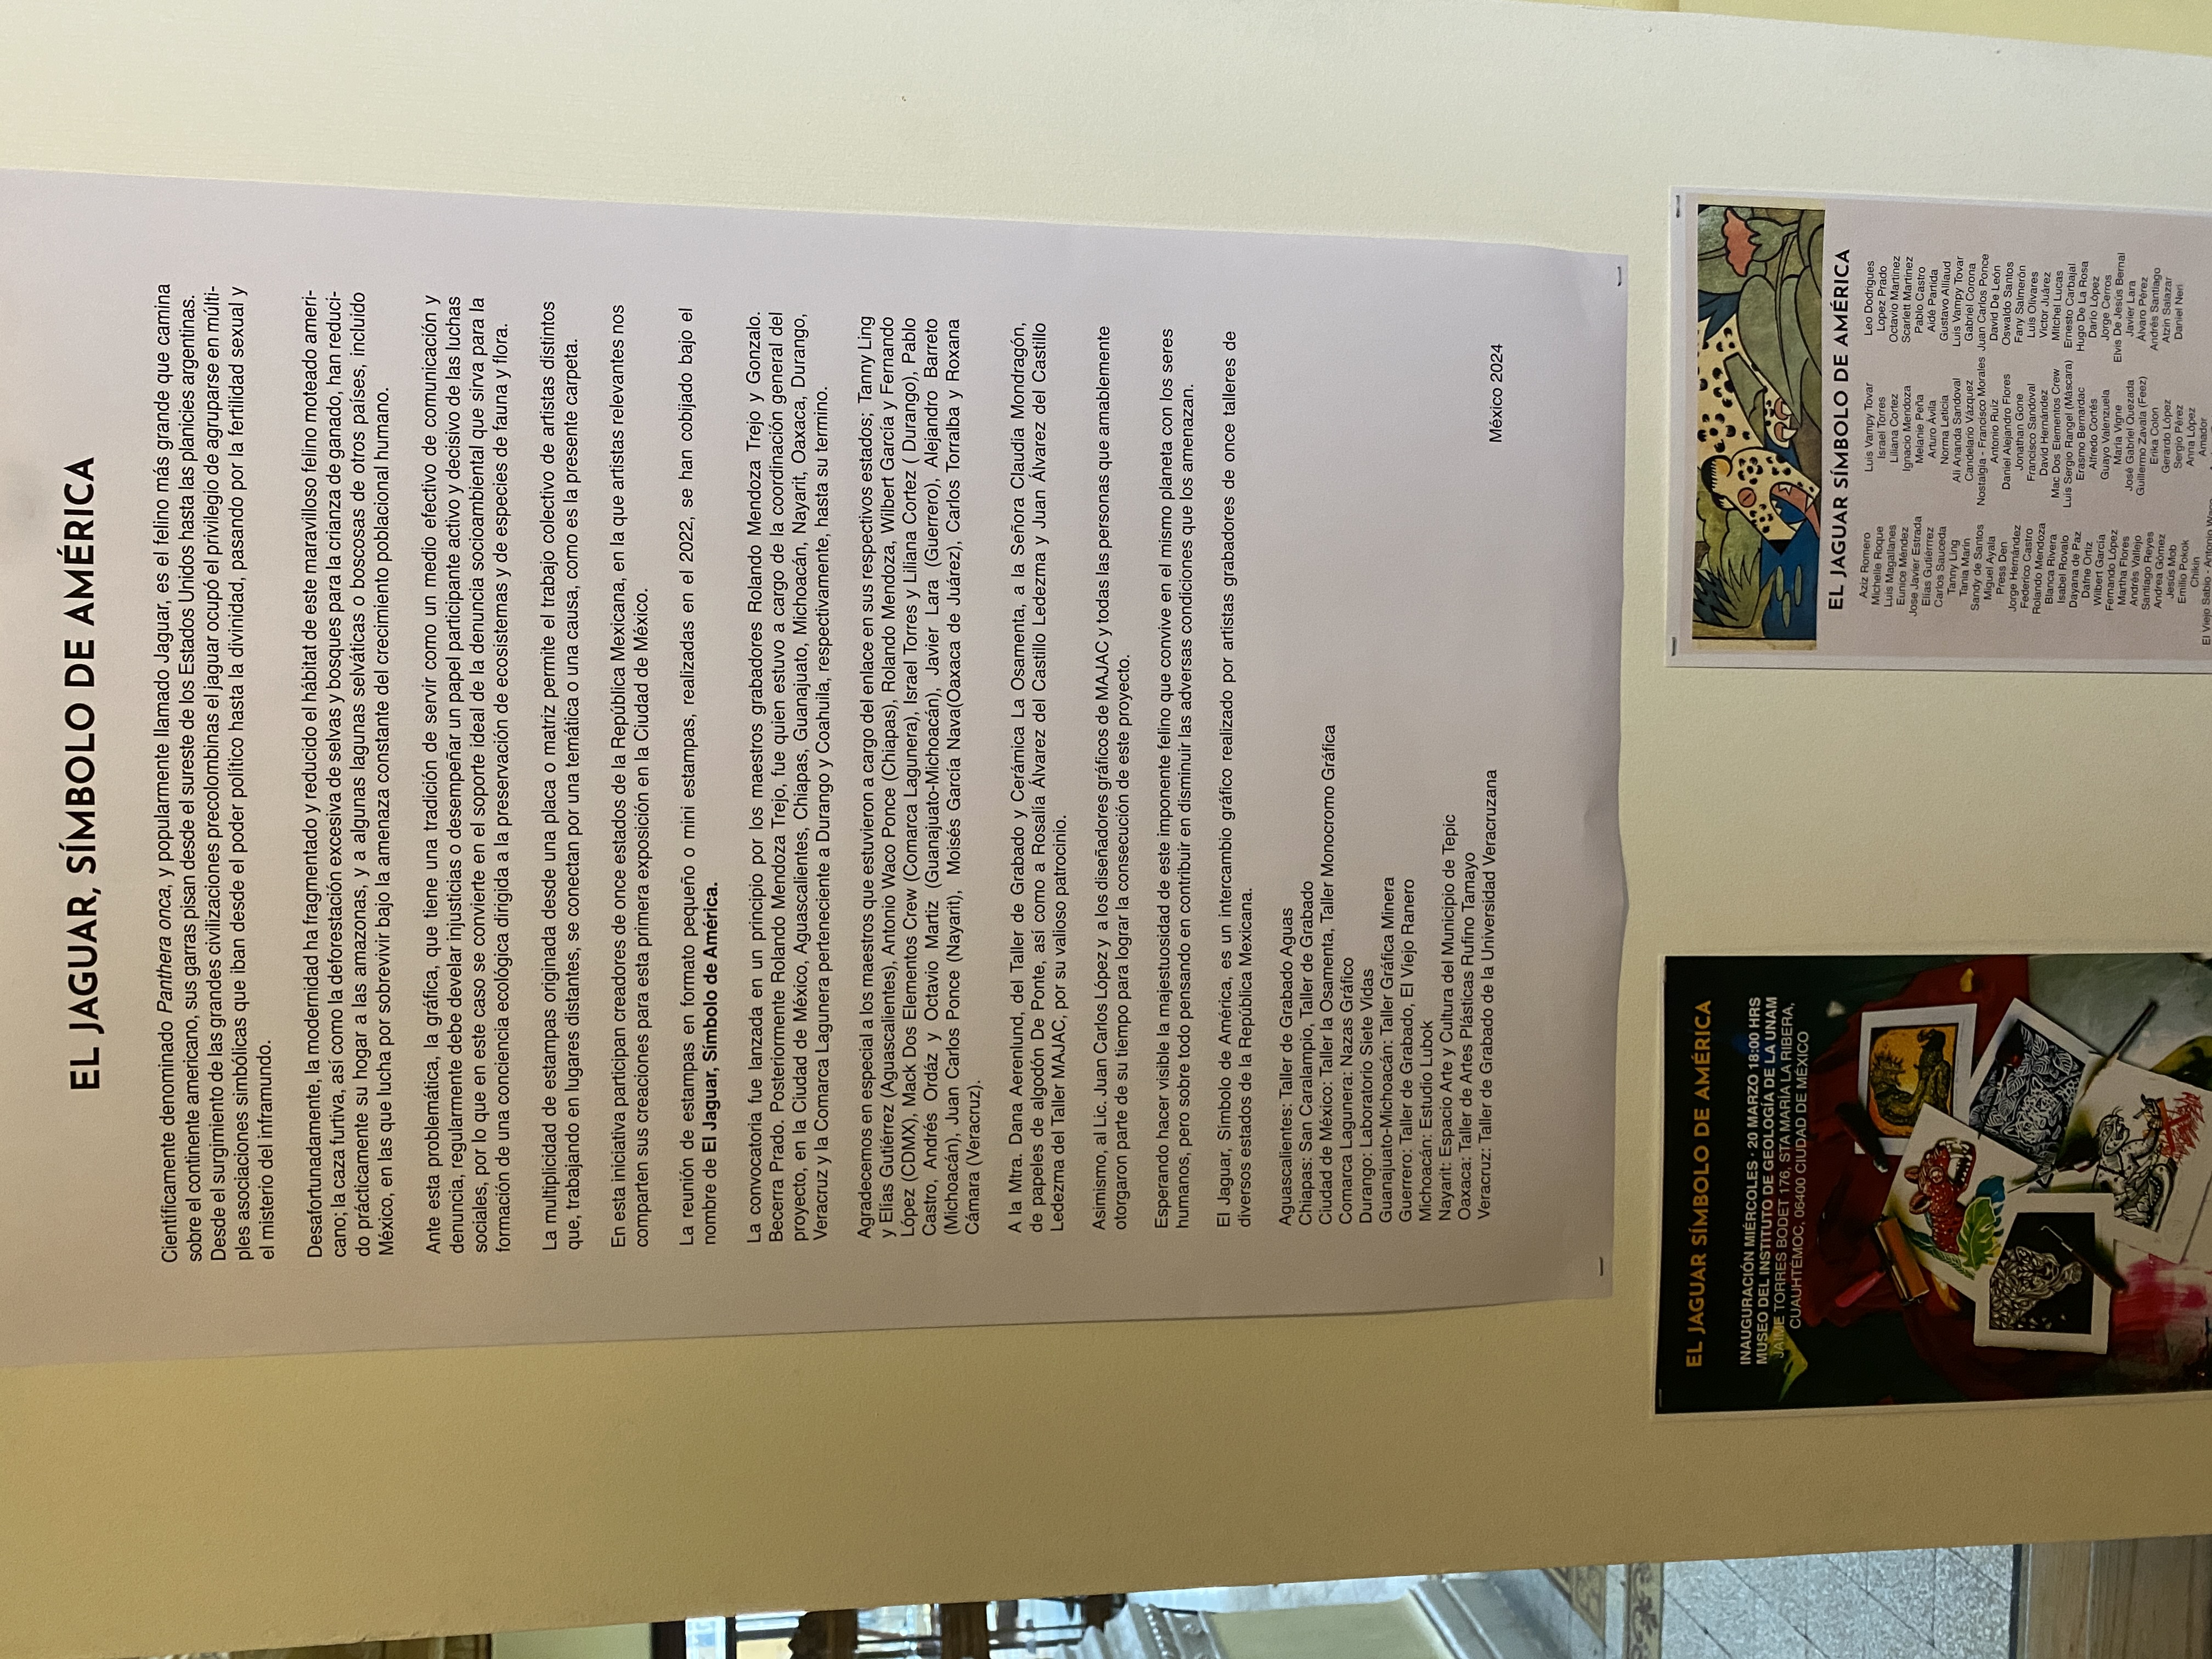 EL JAGUAR, SÍMBOLO DE AMÉRICA
Científicamente denominado Panthera onca, y popularmente llamado Jaguar, es el felino más grande que camina
sobre el continente americano, sus garras pisan desde el sureste de los Estados Unidos hasta las planicies argentinas.
Desde el surgimiento de las grandes civilizaciones precolombinas el jaguar ocupó el privilegio de agruparse en múlti-
ples asociaciones simbólicas que iban desde el poder político hasta la divinidad, pasando por la fertilidad sexual y
el misterio del inframundo.
Desafortunadamente, la modernidad ha fragmentado y reducido el hábitat de este maravilloso felino moteado ameri-
cano; la caza furtiva, así como la deforestación excesiva de selvas y bosques para la crianza de ganado, han reduci-
do prácticamente su hogar a las amazonas, y a algunas lagunas selváticas o boscosas de otros países, incluido
México, en las que lucha por sobrevivir bajo la amenaza constante del crecimiento poblacional humano.
Ante esta problemática, la gráfica, que tiene una tradición de servir como un medio efectivo de comunicación y
denuncia, regularmente debe develar injusticias o desempeñar un papel participante activo y decisivo de las luchas
sociales, por lo que en este caso se convierte en el soporte ideal de la denuncia socioambiental que sirva para la
formación de una conciencia ecológica dirigida a la preservación de ecosistemas y de especies de fauna y flora.
La multiplicidad de estampas originada desde una placa o matriz permite el trabajo colectivo de artistas distintos
que, trabajando en lugares distantes, se conectan por una temática o una causa, como es la presente carpeta.
En esta iniciativa participan creadores de once estados de la República Mexicana, en la que artistas relevantes nos
comparten sus creaciones para esta primera exposición en la Ciudad de México.
La reunión de estampas en formato pequeño o mini estampas, realizadas en el 2022, se han cobijado bajo el
nombre de El Jaguar, Símbolo de América.
La convocatoria fue lanzada en un principio por los maestros grabadores Rolando Mendoza Trejo y Gonzalo.
Becerra Prado. Posteriormente Rolando Mendoza Trejo, fue quien estuvo a cargo de la coordinación general del
proyecto, en la Ciudad de México, Aguascalientes, Chiapas, Guanajuato, Michoacán, Nayarit, Oaxaca, Durango,
Veracruz y la Comarca Lagunera perteneciente a Durango y Coahuila, respectivamente, hasta su termino.
Agradecemos en especial a los maestros que estuvieron a cargo del enlace en sus respectivos estados; Tanny Ling
y Elías Gutiérrez (Aguascalientes), Antonio Waco Ponce (Chiapas), Rolando Mendoza, Wilbert García y Fernando
López (CDMX), Mack Dos Elementos Crew (Comarca Lagunera), Israel Torres y Liliana Cortez ( Durango), Pablo
Castro, Andrés Ordáz y Octavio Martiz (Guanajuato-Michoacán), Javier Lara (Guerrero), Alejandro Barreto
(Michoacán), Juan Carlos Ponce (Nayarit), Moisés García Nava(Oaxaca de Juárez), Carlos Torralba y Roxana
Cámara (Veracruz).
A la Mtra. Dana Aerenlund, del Taller de Grabado y Cerámica La Osamenta, a la Señora Claudia Mondragón,
de papeles de algodón De Ponte, así como a Rosalía Álvarez del Castillo Ledezma y Juan Álvarez del Castillo
Ledezma del Taller MAJAC, por su valioso patrocinio.
Asimismo, al Lic. Juan Carlos López y a los diseñadores gráficos de MAJAC y todas las personas que amablemente
otorgaron parte de su tiempo para lograr la consecución de este proyecto.
Esperando hacer visible la majestuosidad de este imponente felino que convive en el mismo planeta con los seres
humanos, pero sobre todo pensando en contribuir en disminuir las adversas condiciones que los amenazan.
El Jaguar, Símbolo de América, es un intercambio gráfico realizado por artistas grabadores de once talleres de
diversos estados de la República Mexicana.
Aguascalientes: Taller de Grabado Aguas
Chiapas: San Caralampio, Taller de Grabado
Ciudad de México: Taller la Osamenta, Taller Monocromo Gráfica
Comarca Lagunera: Nazas Gráfico
Durango: Laboratorio Siete Vidas
Guanajuato-Michoacán: Taller Gráfica Minera
Guerrero: Taller de Grabado, El Viejo Ranero
Michoacán: Estudio Lubok
Nayarit: Espacio Arte y Cultura del Municipio de Tepic
Oaxaca: Taller de Artes Plásticas Rufino Tamayo
Veracruz: Taller de Grabado de la Universidad Veracruzana
México 2024
EL JAGUAR SÍMBOLO DE AMÉRICA
INAUGURACIÓN MIÉRCOLES · 20 MARZO 18:00 HRS
MUSEO DEL INSTITUTO DE GEOLOGÍA DE LA UNAM
JAIME TORRES BODET 176, STA MARÍA LA RIBERA,
CUAUHTÉMOC, 06400 CIUDAD DE MÉXICO
EL JAGUAR SÍMBOLO DE AMÉRICA
Aziz Romero
Michelle Roque
Luis Magallanes
Eunice Méndez
Jose Javier Estrada
Elías Gutiérrrez
Carlos Sauceda
Tanny Ling
Tania Marin
Sandy de Santos
Miguel Ayala
Press Den
Jorge Hernández
Federico Castro
Rolando Mendoza
Blanca Rivera
Isabel Rovalo
Dayana de Paz
Dafne Ortiz
Wilbert García
Fernando López
Martha Flores
Andrés Vallejo
Santiago Reyes
Andrea Gómez
Jesús Mob
Emilio Pokok
Chikin
El Viejo Sabio - Antonio Waco
Luis Vampy Tovar
Israel Torres
Liliana Cortez
Ignacio Mendoza
Melanie Peña
Arturo Ávila
Norma Leticia
Ali Ananda Sandoval
Candelario Vázquez
Nostalgia - Francisco Morales
Antonio Ruíz
Daniel Alejandro Flores
Jonathan Gone
Francisco Sandoval
David Hernández
Mac Dos Elementos Crew
Luis Sergio Rangel (Máscara)
Erasmo Bernardac
Alfredo Cortés
Guayo Valenzuela
María Vigne
José Gabriel Quezada
Guillermo Zavala (Feez)
Erika Colon
Gerardo López
Sergio Pérez
Anna López
Amador
Leo Dodrigues
Lopez Prado
Octavio Martinez
Scarlett Martinez
Pablo Castro
Aidé Partida
Gustavo Alliaud
Luis Vampy Tovar
Gabriel Corona
Juan Carlos Ponce
David De León
Oswaldo Santos
Fany Salmerón
Luis Olivares
Victor Juárez
Mitchel Lucas
Ernesto Carbajal
Hugo De La Rosa
Darío López
Jorge Cerros
Elvis De Jesús Bernal
Javier Lara
Álvaro Pérez
Andrés Santiago
Atzin Salazar
Daniel Neri